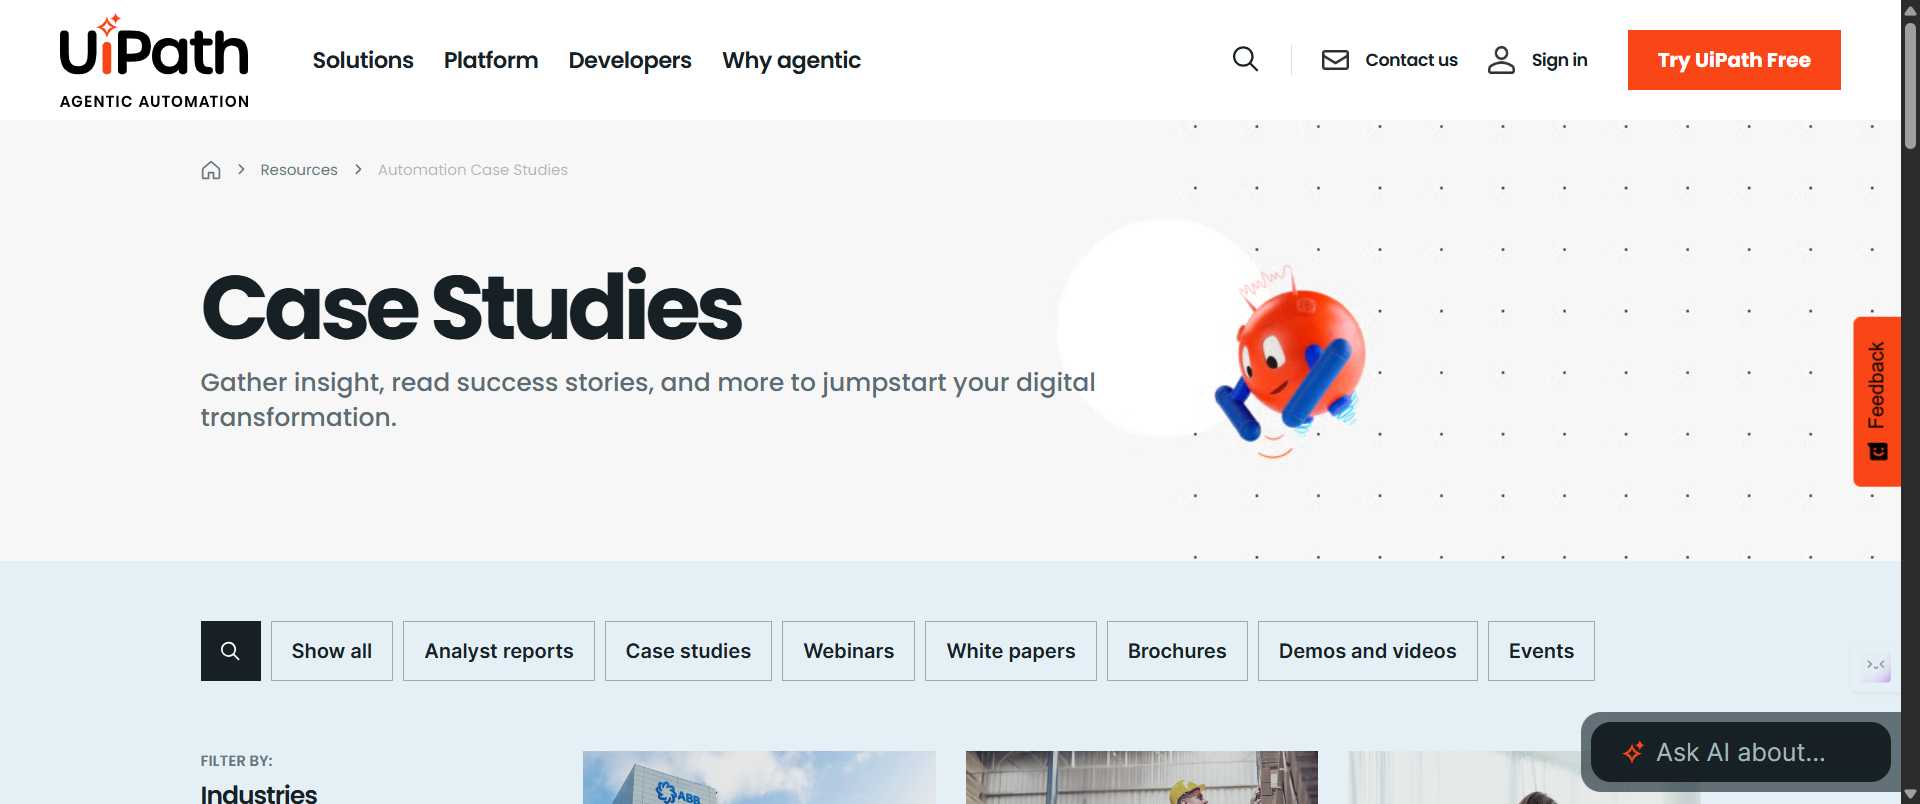 UiPath
AGENTIC AUTOMATION
Solutions
Platform
Developers
Why agentic
Contact us
Sign in
Try UiPath Free
Resources
Automation Case Studies
Case Studies
Gather insight, read success stories, and more to jumpstart your digital
transformation.
Feedback
Show all
Analyst reports
Case studies
Webinars
White papers
Brochures
Demos and videos
Events
FILTER BY:
Industries
ABB
Ask AI about...